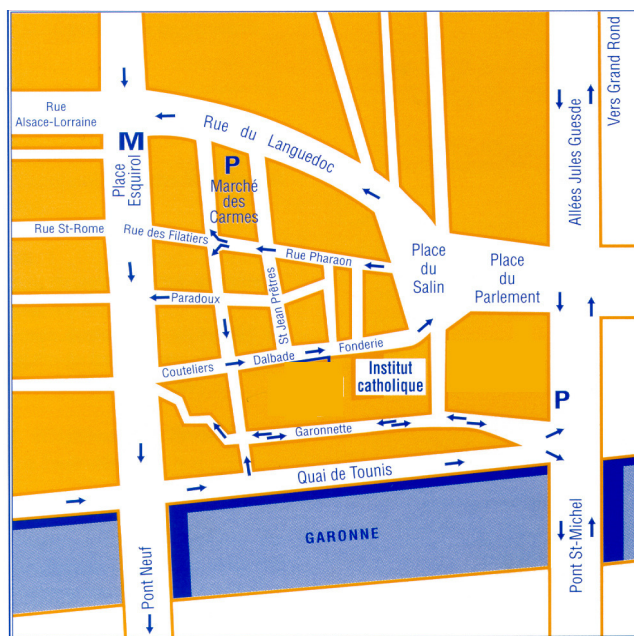 Rue
Alsace-Lorraine
M
Place
Esquirol
Rue du Languedoc
P
Marché
des
Carmes
Allées Jules Guesde
Vers Grand Rond
Rue St-Rome
Rue des Filatiers
Rue Pharaon
Place
du
Salin
Place
du
Parlement
Paradoux
St Jean Prêtres
Couteliers
Dalbade
Fonderie
Institut
catholique
P
Garonnette
Quai de Tounis
GARONNE
Pont Neuf
Pont St-Michel